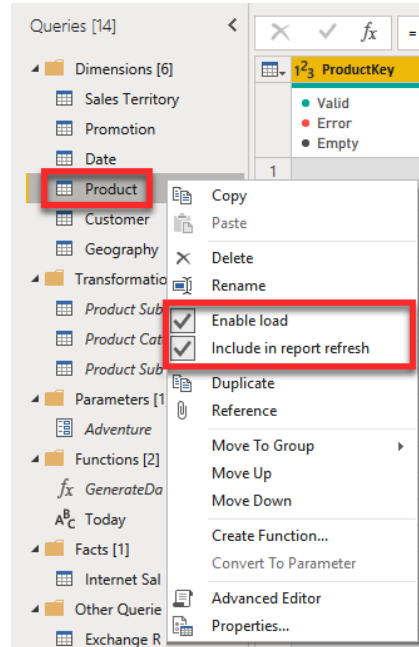 Queries [14]
fx
=
Dimensions [6]
1²3 ProductKey
Sales Territory
Valid
Promotion
Error
Date
Empty
1
Product
Copy
Customer
Paste
Geography
Delete
Transformatio
Rename
Product Sub
Enable load
Product Cat
Include in report refresh
Product Sub
Duplicate
Parameters [1
Reference
Adventure
Move To Group
Functions [2]
Move Up
fx GenerateDa
Move Down
ABC Today
Create Function...
Facts [1]
Convert To Parameter
Internet Sal
Advanced Editor
Other Querie
Properties...
Exchange R